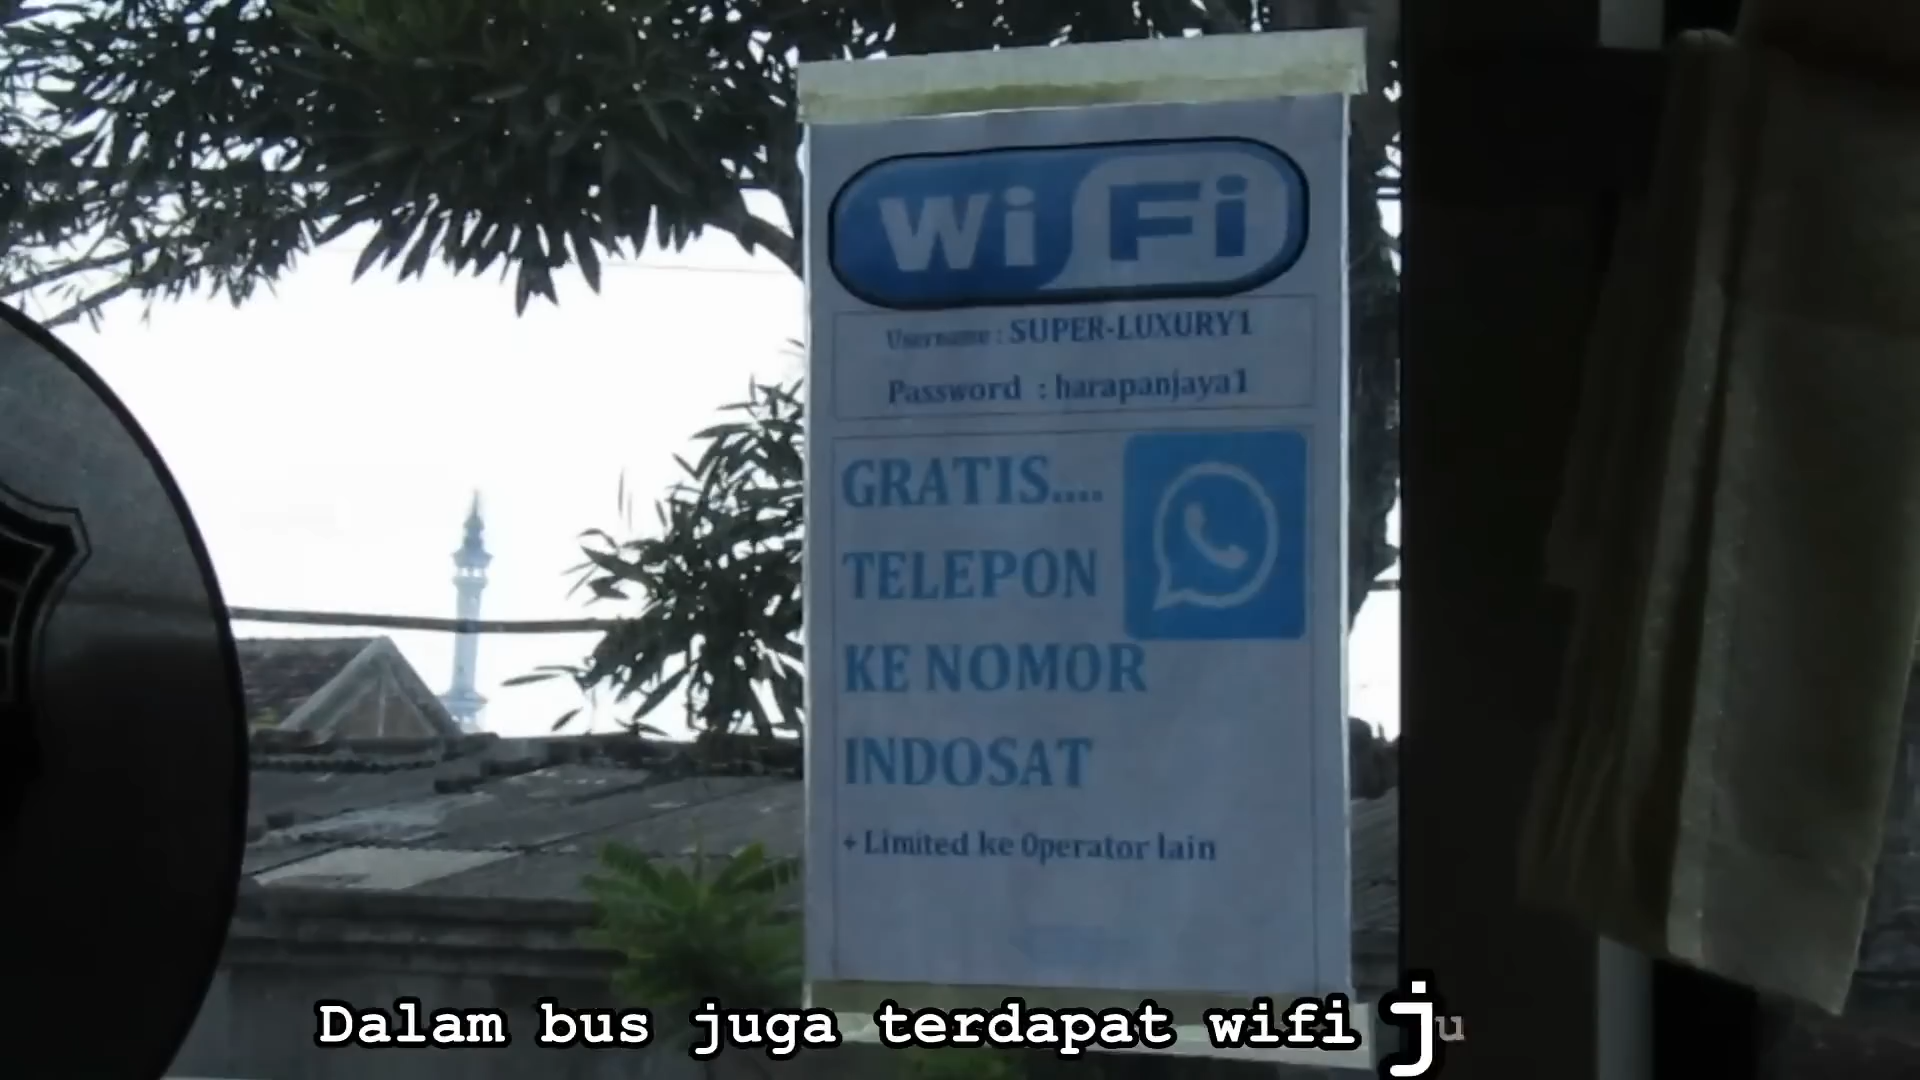 WiFi
Username : SUPER-LUXURY1
Password : harapanjaya1
GRATIS....
TELEPON
KE NOMOR
INDOSAT
+ Limited ke Operator lain
Dalam bus juga terdapat wifi ju